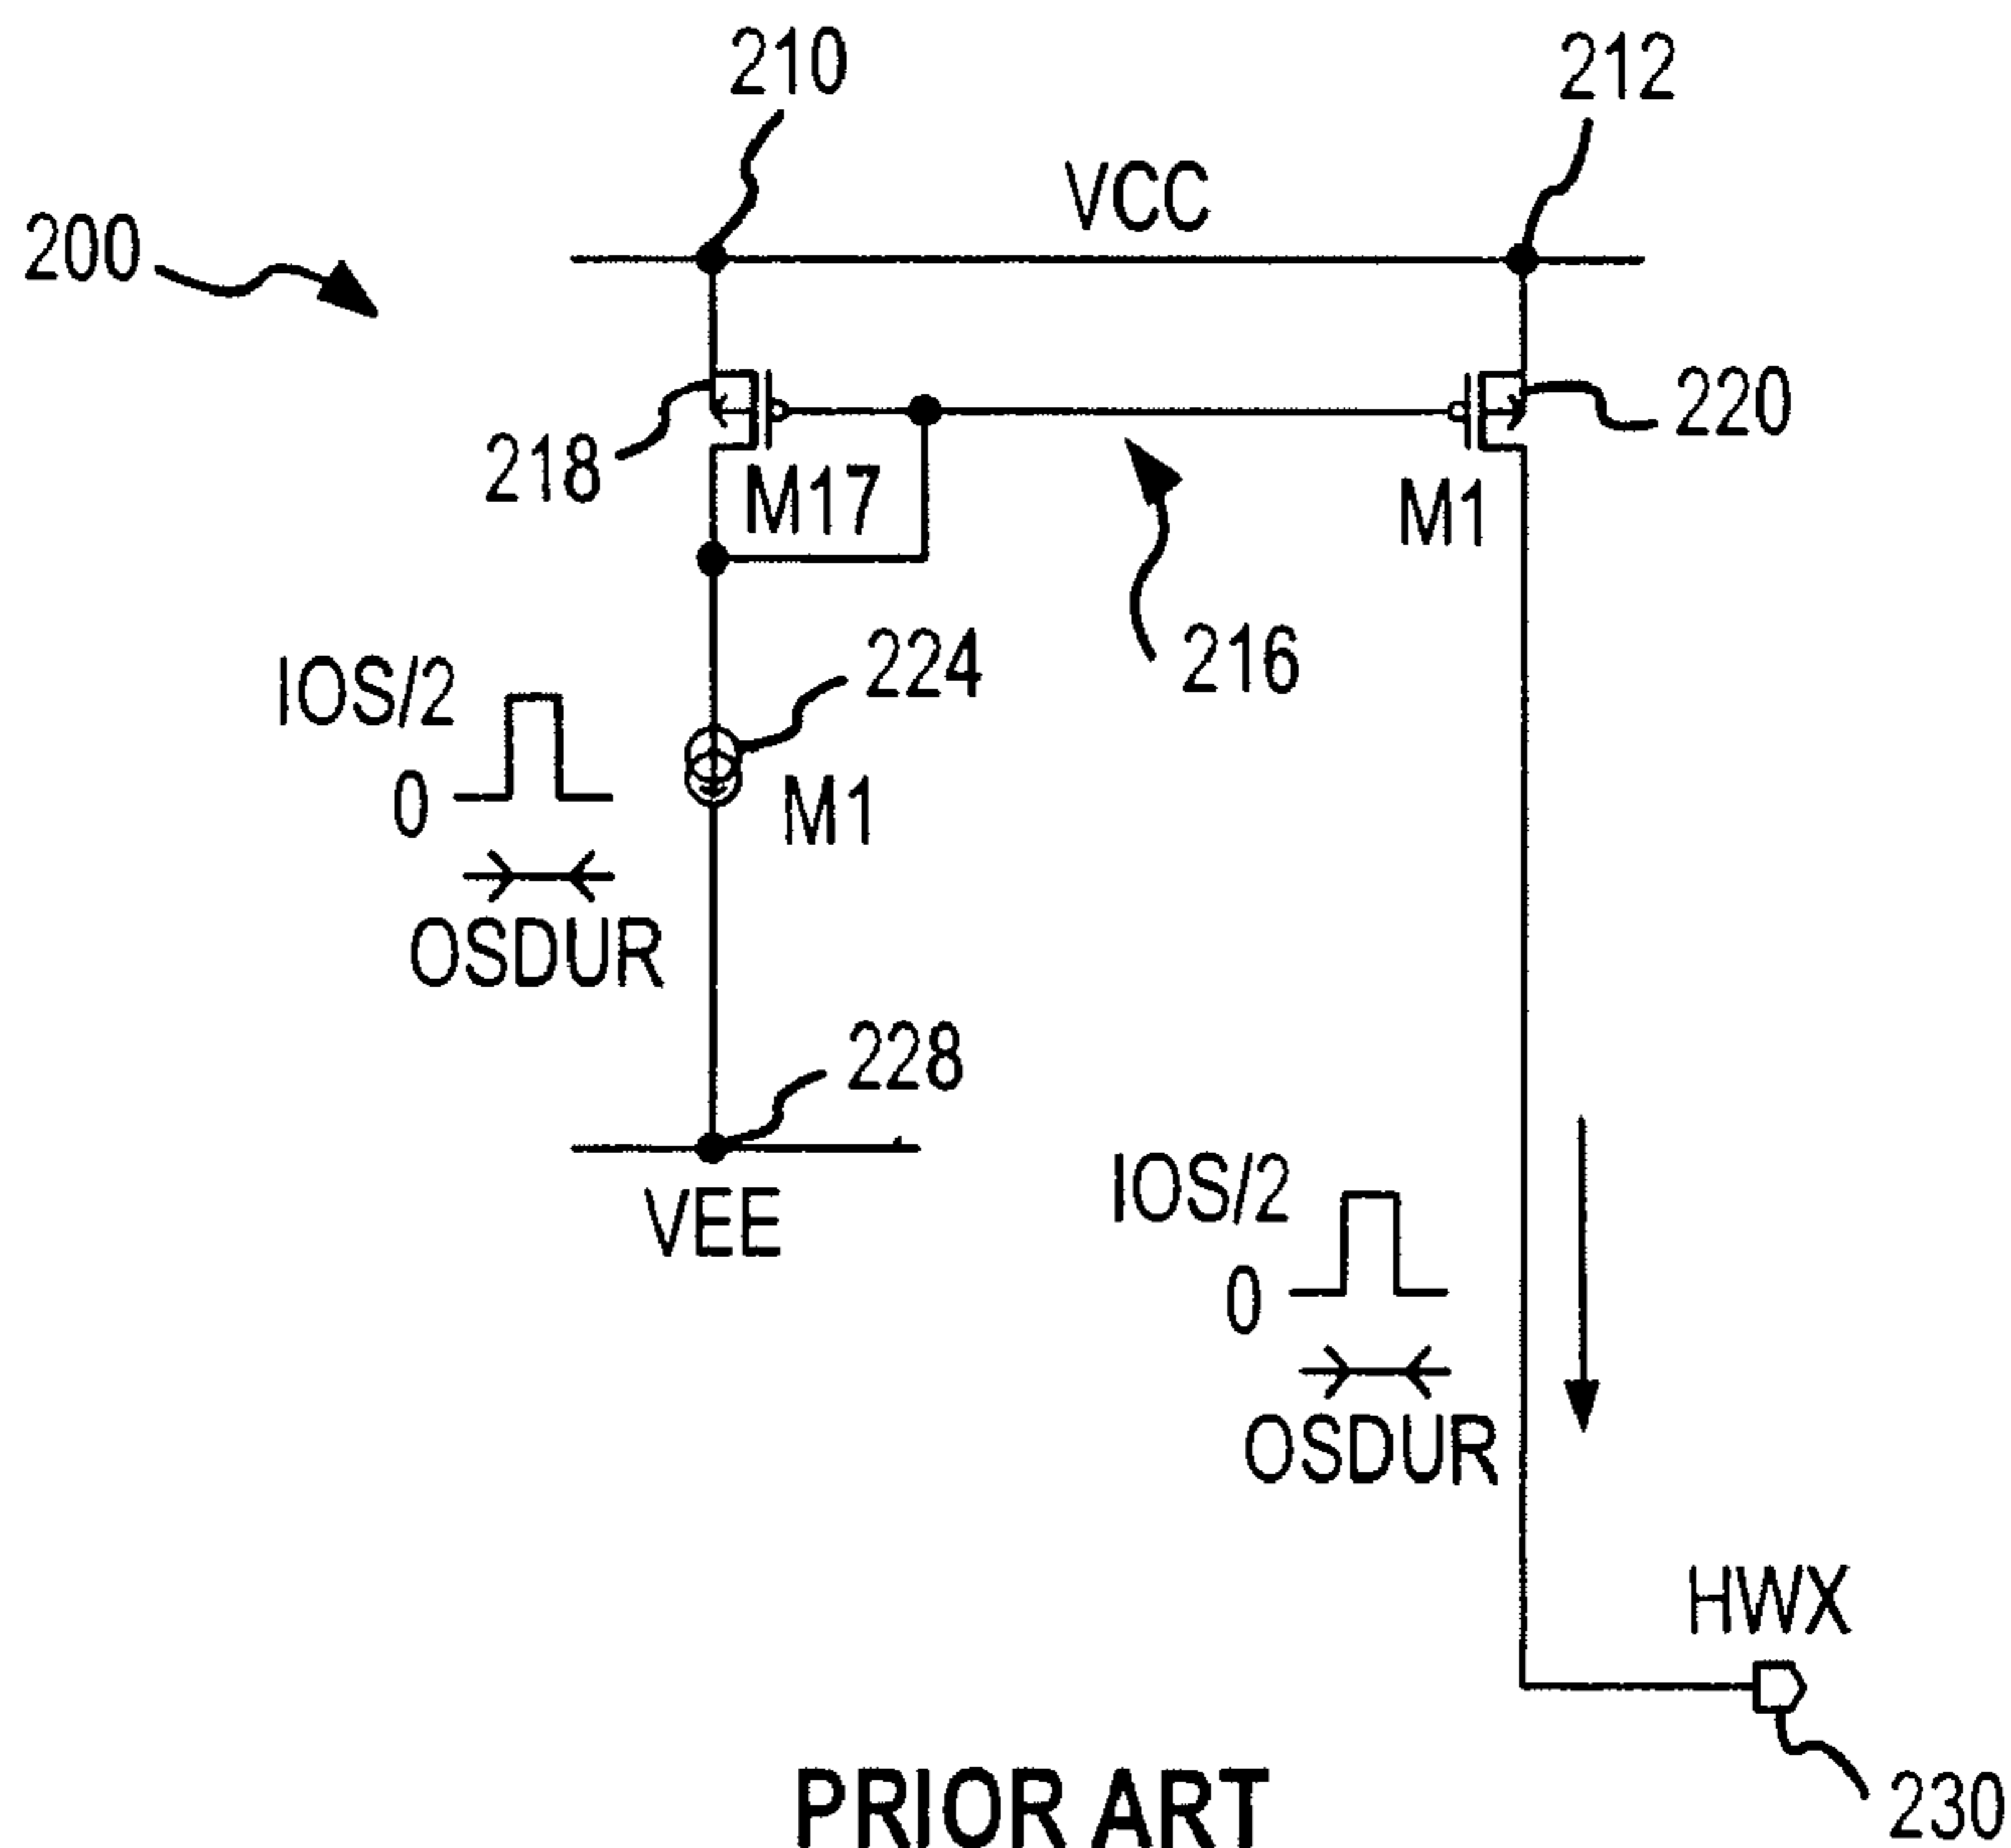 210
212
VCC
200
220
218
M17
M1
216
IOS/2
224
0
M1
OSDUR
228
VEE
IOS/2
0
OSDUR
HWX
230
PRIOR ART